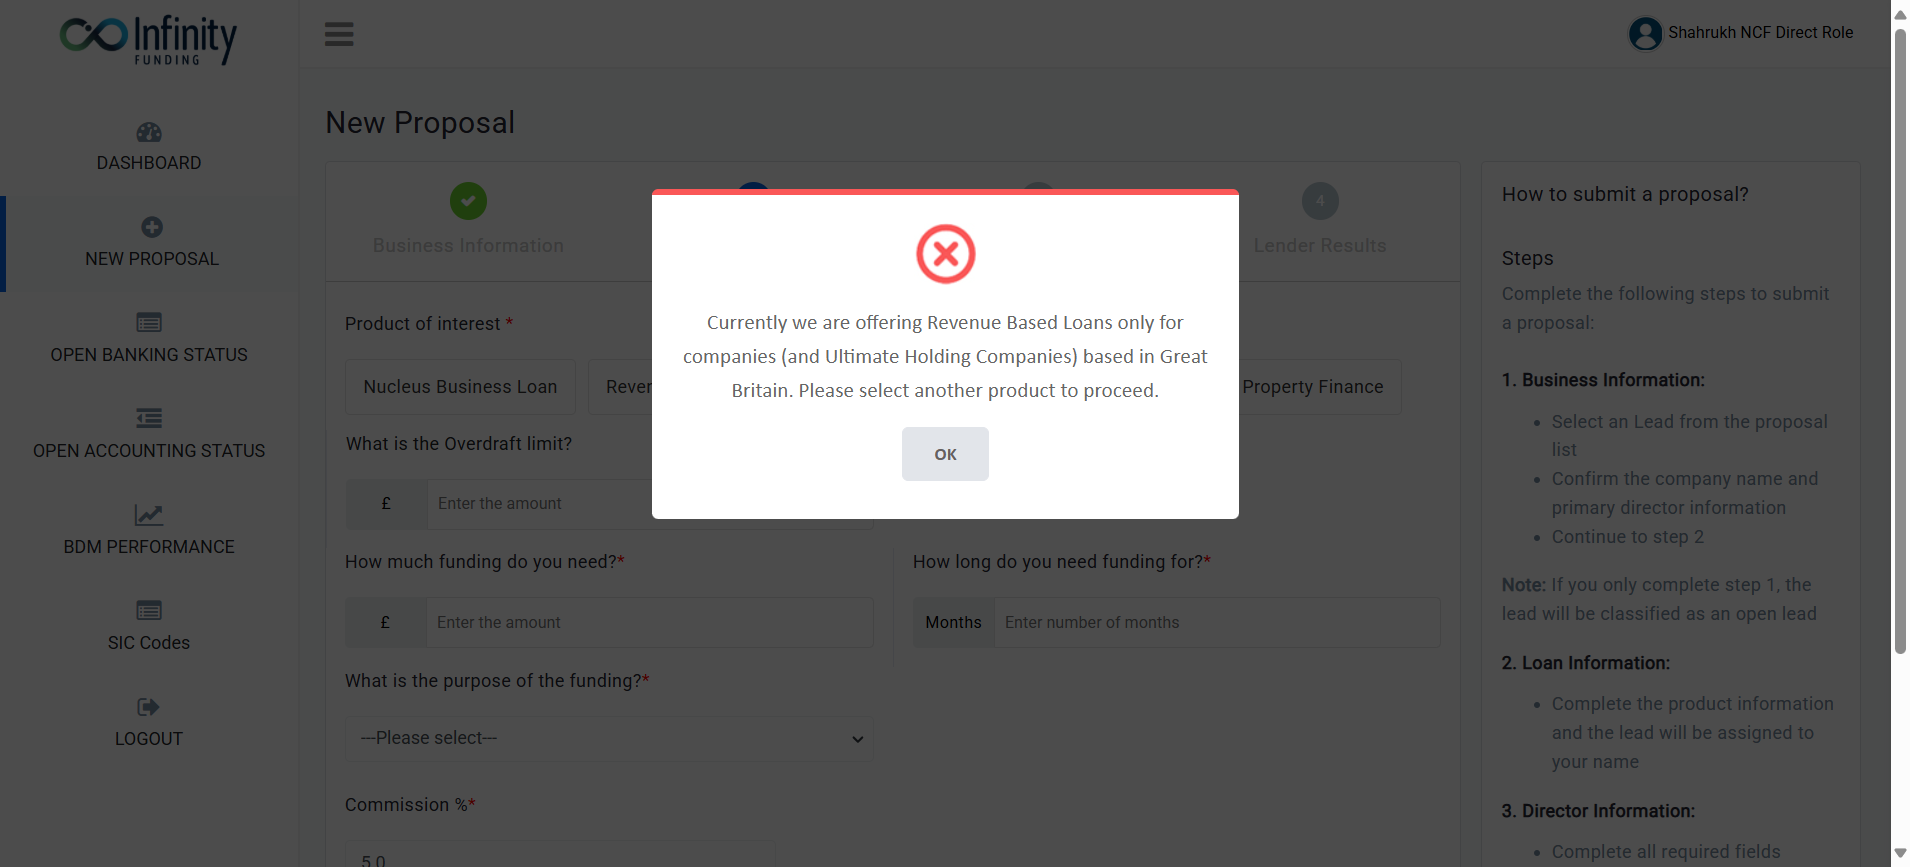 Infinity
FUNDING
Shahrukh NCF Direct Role
DASHBOARD
NEW PROPOSAL
OPEN BANKING STATUS
OPEN ACCOUNTING STATUS
BDM PERFORMANCE
SIC Codes
LOGOUT
New Proposal
Business Information
4
Lender Results
Product of interest *
Nucleus Business Loan
Property Finance
What is the Overdraft limit?
£
Enter the amount
How much funding do you need?*
£
Enter the amount
How long do you need funding for?*
Months
Enter number of months
What is the purpose of the funding?*
---Please select---
Commission %*
5.0
Currently we are offering Revenue Based Loans only for
companies (and Ultimate Holding Companies) based in Great
Britain. Please select another product to proceed.
OK
How to submit a proposal?
Steps
Complete the following steps to submit
a proposal:
1. Business Information:
• Select an Lead from the proposal
list
• Confirm the company name and
primary director information
• Continue to step 2
Note: If you only complete step 1, the
lead will be classified as an open lead
2. Loan Information:
• Complete the product information
and the lead will be assigned to
your name
3. Director Information:
• Complete all required fields